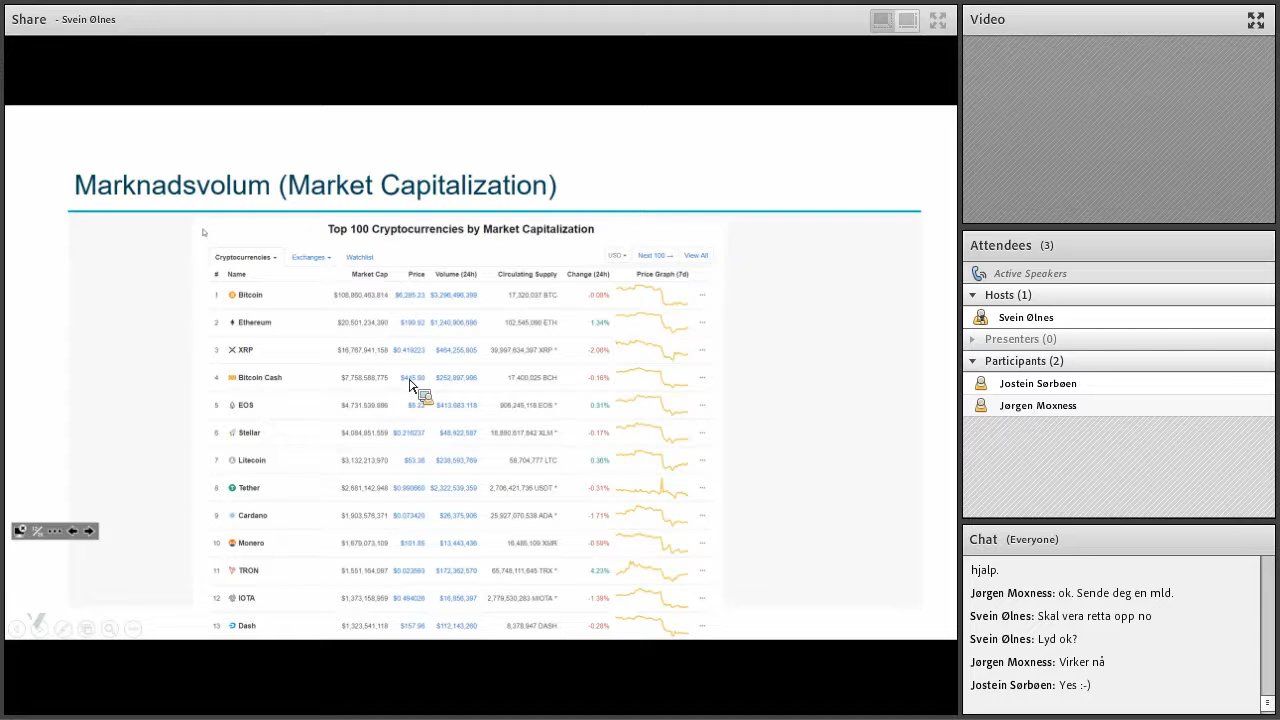 Share - Svein Ølnes
Video
Marknadsvolum (Market Capitalization)
Top 100 Cryptocurrencies by Market Capitalization
Cryptocurrencies Exchanges Watchlist USD Next 100 → View All
# Name Market Cap Price Volume (24h) Circulating Supply Change (24h) Price Graph (7d)
1 Bitcoin $108,860,463,814 $6,285.23 $3,296,496,398 17,320,037 BTC -0.08% ...
2 Ethereum $20,501,234,390 $199.92 $1,240,906,696 102,545,090 ETH 1.34% ...
3 XRP $16,767,941,158 $0.419223 $464,255,805 39,997,634,397 XRP * -2.06% ...
4 Bitcoin Cash $7,758,588,775 $252,897,996 17,400,025 BCH -0.16% ...
5 EOS $4,731,539,886 $413,683,118 906,245,118 EOS * 0.31% ...
6 Stellar $4,084,851,559 $0.216237 $48,922,587 18,890,617,642 XLM * -0.17% ...
7 Litecoin $3,132,213,970 $53.36 $238,593,769 58,704,777 LTC 0.36% ...
8 Tether $2,681,142,948 $0.990660 $2,322,539,359 2,706,421,736 USDT * -0.31% ...
9 Cardano $1,903,576,371 $0.073420 $26,375,906 25,927,070,538 ADA * -1.71% ...
10 Monero $1,679,073,109 $101.85 $13,443,436 16,485,109 XMR -0.59% ...
11 TRON $1,551,164,097 $0.023593 $172,362,570 65,748,111,645 TRX * 4.23% ...
12 IOTA $1,373,158,959 $0.494026 $16,856,397 2,779,530,283 MIOTA * -1.39% ...
13 Dash $1,323,541,118 $157.96 $112,143,260 8,378,947 DASH -0.28% ...
Attendees (3)
Active Speakers
Hosts (1)
Svein Ølnes
Presenters (0)
Participants (2)
Jostein Sørbøen
Jørgen Moxness
Chat (Everyone)
hjalp.
Jørgen Moxness: ok. Sende deg en mld.
Svein Ølnes: Skal vera retta opp no.
Svein Ølnes: Lyd ok?
Jørgen Moxness: Virker nå
Jostein Sørbøen: Yes :-)